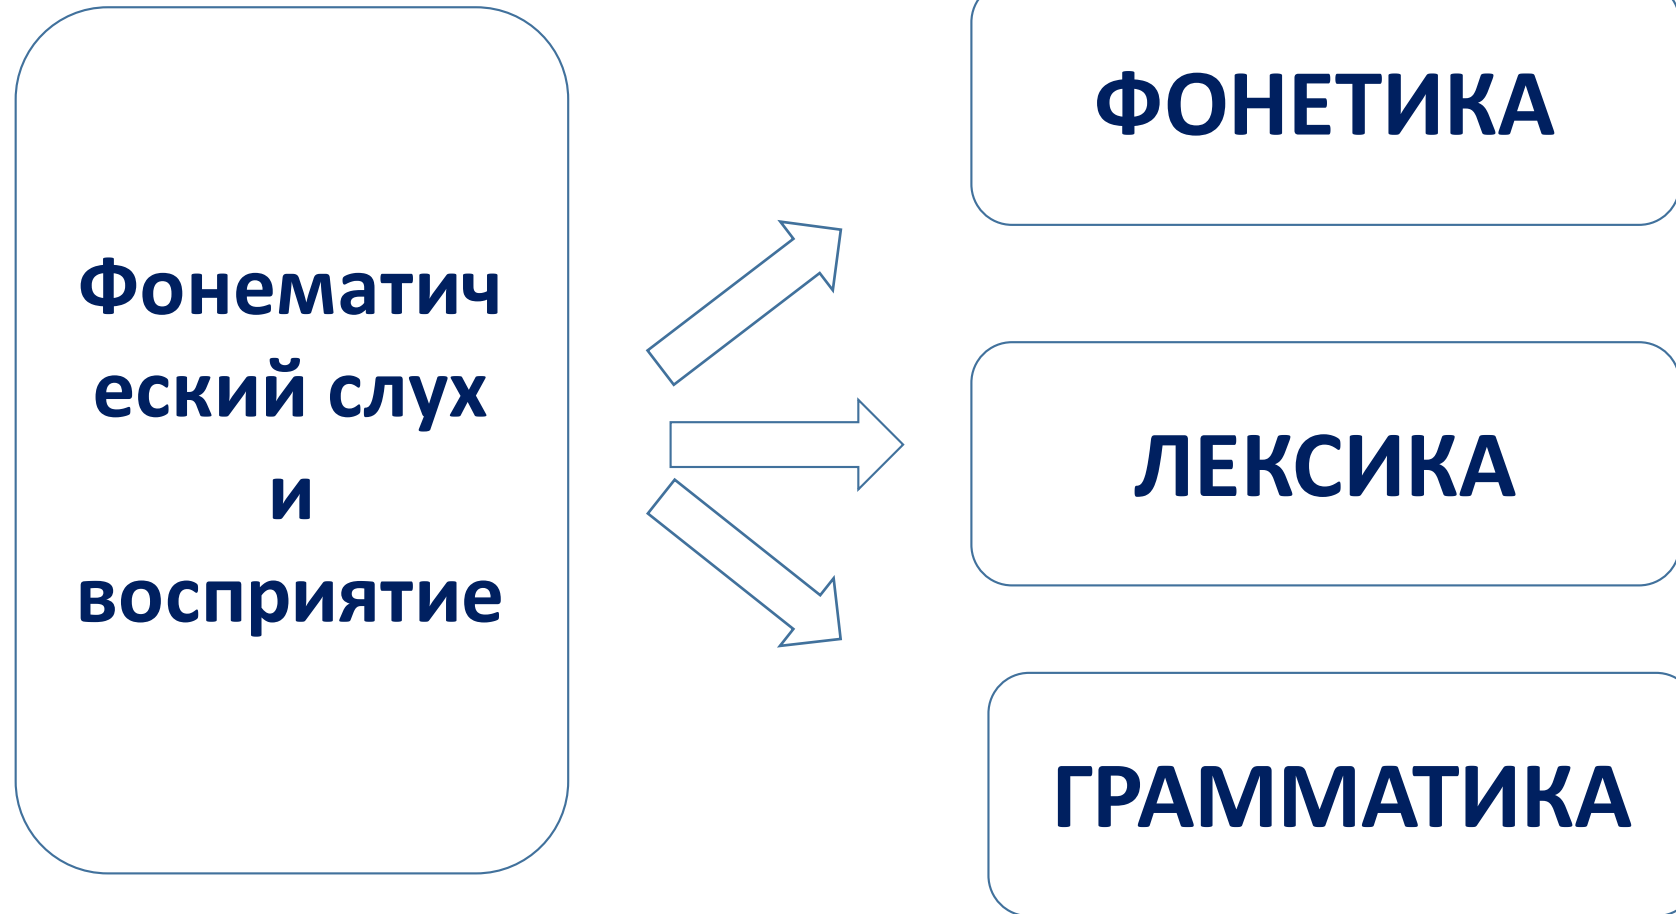 Фонематич
еский слух
и
восприятие
ФОНЕТИКА
ЛЕКСИКА
ГРАММАТИКА